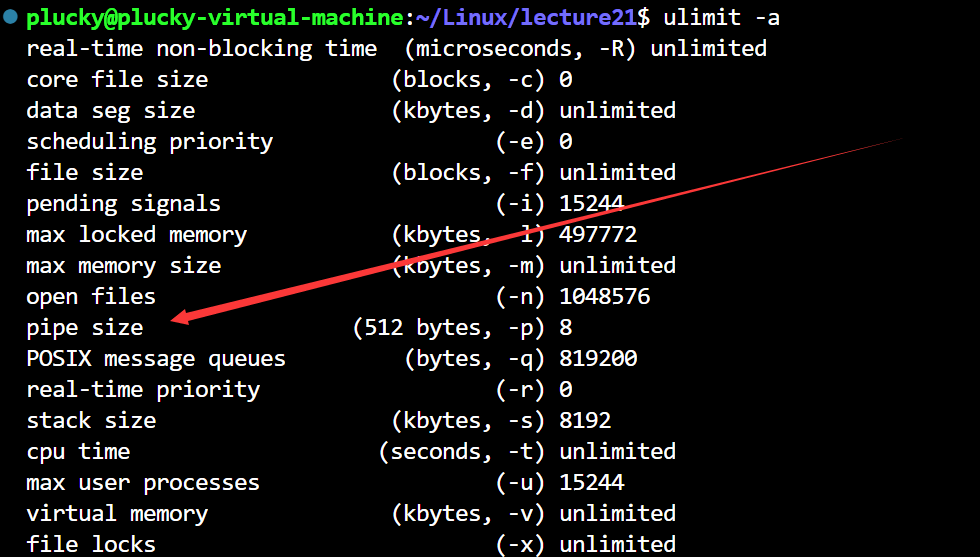 plucky@plucky-virtual-machine:~/Linux/lecture21$ ulimit -a
real-time non-blocking time  (microseconds, -R) unlimited
core file size              (blocks, -c) 0
data seg size               (kbytes, -d) unlimited
scheduling priority                 (-e) 0
file size                   (blocks, -f) unlimited
pending signals                     (-i) 15244
max locked memory           (kbytes, -l) 497772
max memory size             (kbytes, -m) unlimited
open files                          (-n) 1048576
pipe size                (512 bytes, -p) 8
POSIX message queues         (bytes, -q) 819200
real-time priority                  (-r) 0
stack size                  (kbytes, -s) 8192
cpu time                   (seconds, -t) unlimited
max user processes                  (-u) 15244
virtual memory              (kbytes, -v) unlimited
file locks                          (-x) unlimited